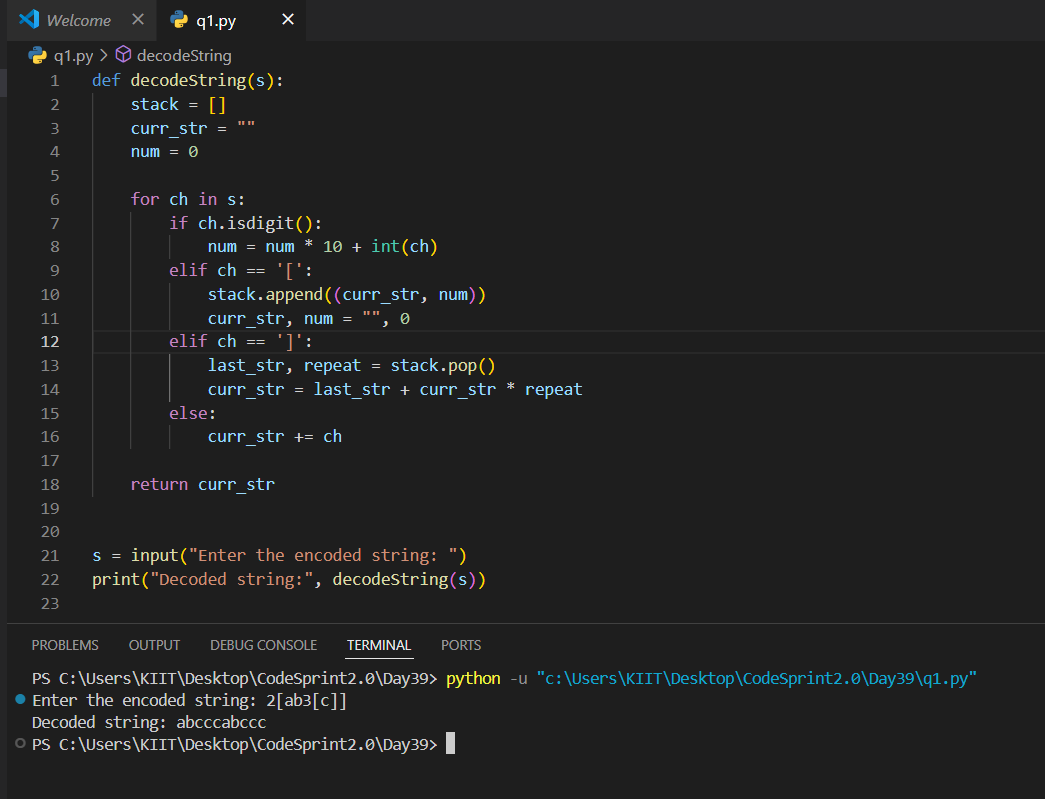 Welcome
q1.py
q1.py > decodeString
1 def decodeString(s):
2     stack = []
3     curr_str = ""
4     num = 0
5
6     for ch in s:
7         if ch.isdigit():
8             num = num * 10 + int(ch)
9         elif ch == '[':
10             stack.append((curr_str, num))
11             curr_str, num = "", 0
12         elif ch == ']':
13             last_str, repeat = stack.pop()
14             curr_str = last_str + curr_str * repeat
15         else:
16             curr_str += ch
17
18     return curr_str
19
20
21 s = input("Enter the encoded string: ")
22 print("Decoded string:", decodeString(s))
23
PROBLEMS OUTPUT DEBUG CONSOLE TERMINAL PORTS
PS C:\Users\KIIT\Desktop\CodeSprint2.0\Day39> python -u "c:\Users\KIIT\Desktop\CodeSprint2.0\Day39\q1.py"
Enter the encoded string: 2[ab3[c]]
Decoded string: abcccabccc
PS C:\Users\KIIT\Desktop\CodeSprint2.0\Day39>